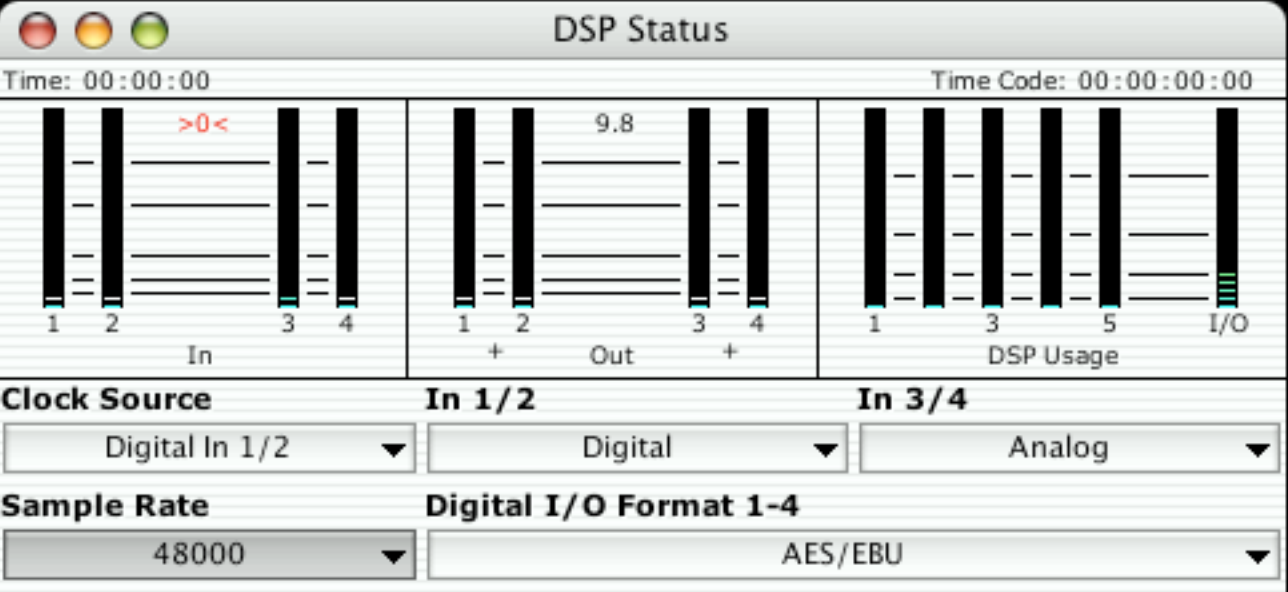 DSP Status
Time: 00:00:00 Time Code: 00:00:00:00
>0< 9.8
1 2 3 4 1 2 3 4 1 3 5 I/O
In + Out + DSP Usage
Clock Source In 1/2 In 3/4
Digital In 1/2 Digital Analog
Sample Rate Digital I/O Format 1-4
48000 AES/EBU